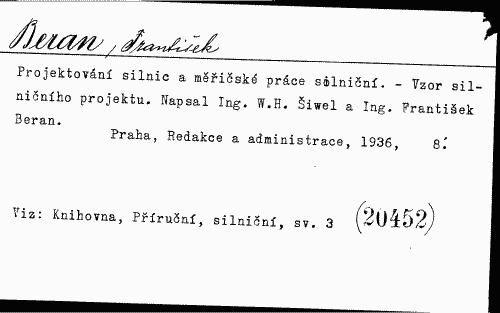 Beran, František
Projektování silnic a měřičské práce silniční. - Vzor sil-
ničního projektu. Napsal Ing. W.H. Šiwel a Ing. František
Beran.
Praha, Redakce a administrace, 1936, 8.
Viz: Knihovna, Příruční, silniční, sv. 3 (20452)